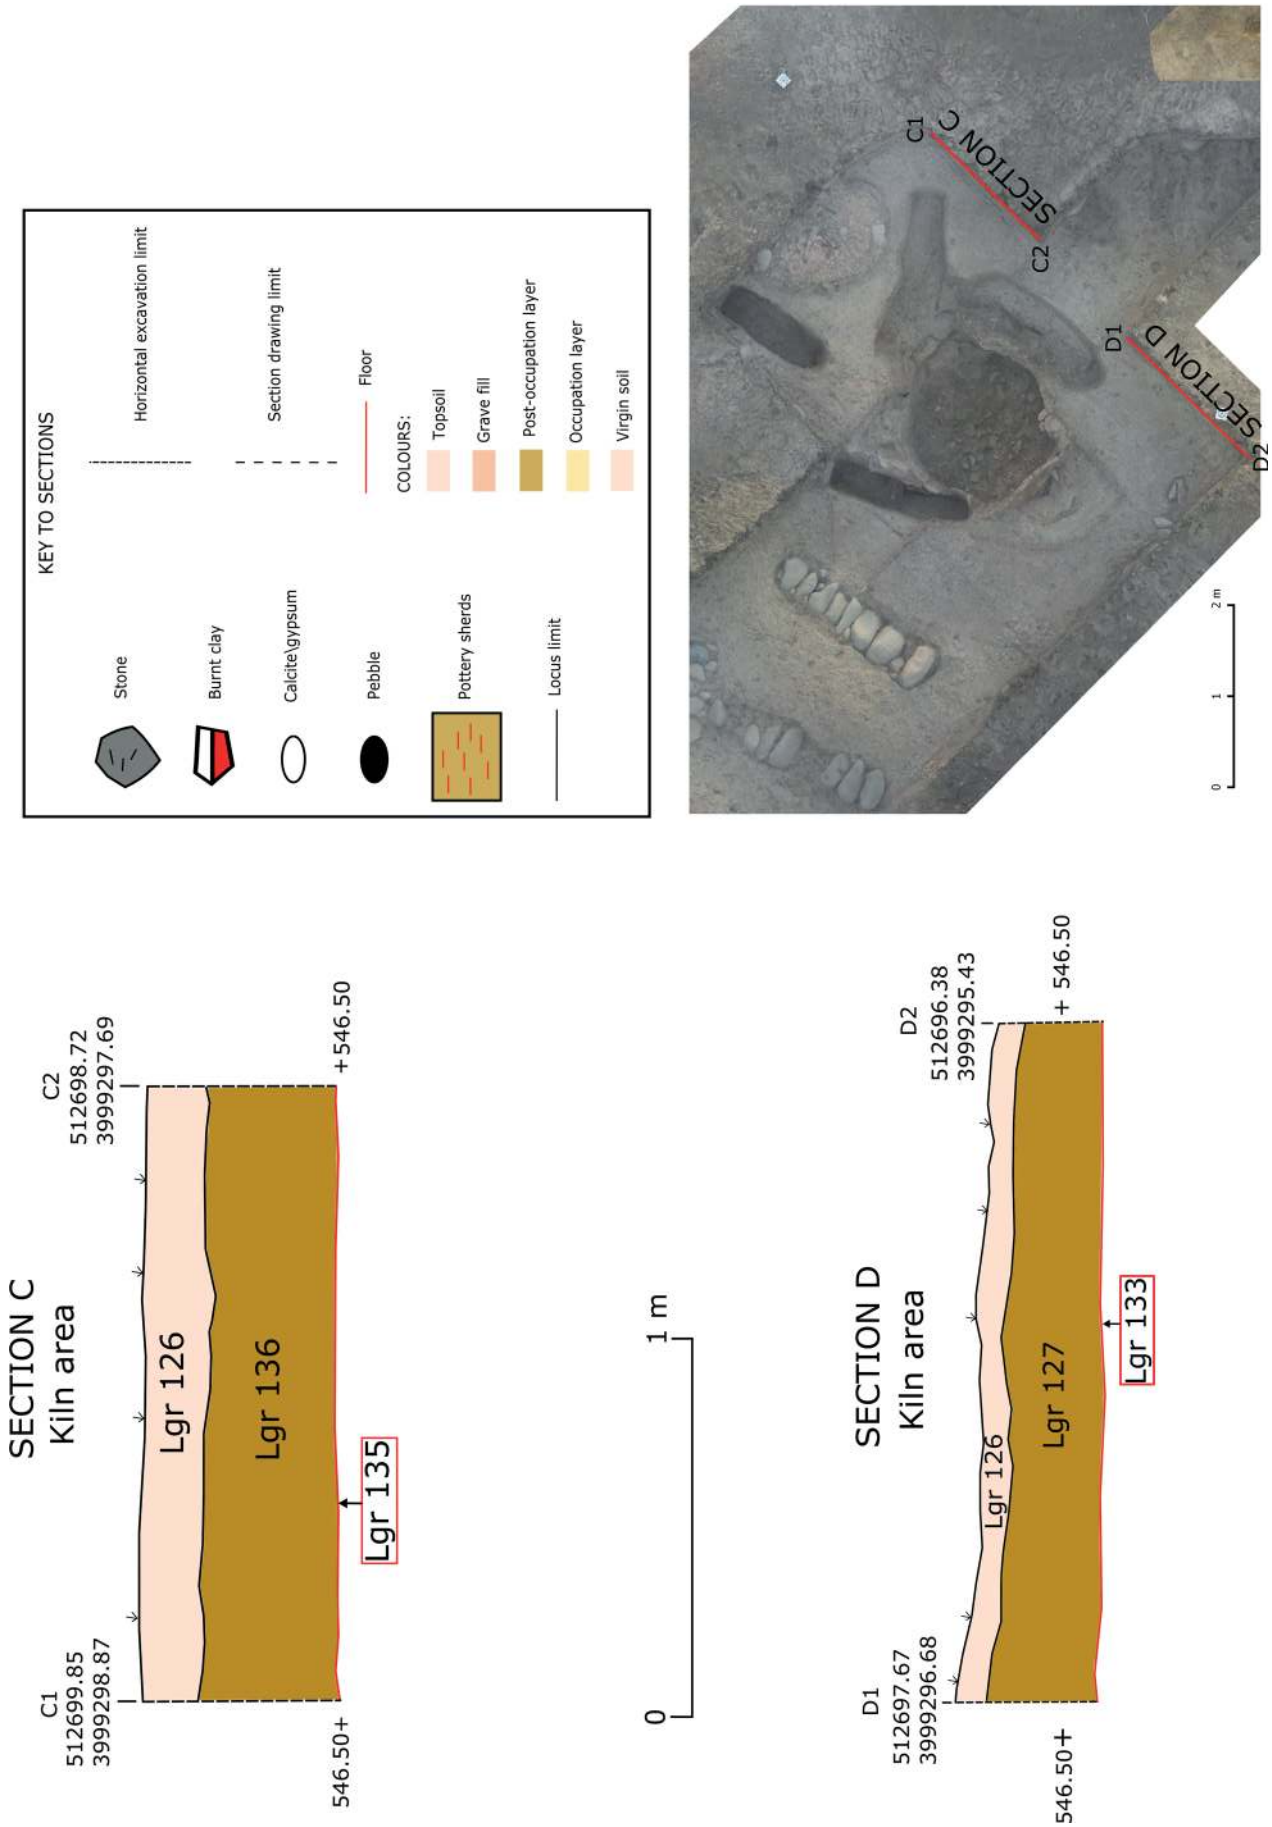 SECTION C
Kiln area
C1
512699.85
3999298.87
C2
512698.72
3999297.69
Lgr 126
Lgr 136
546.50+
+546.50
Lgr 135
0
1 m
SECTION D
Kiln area
D1
512697.67
3999296.68
D2
512696.38
3999295.43
Lgr 126
Lgr 127
546.50+
+ 546.50
Lgr 133
KEY TO SECTIONS
Stone
Burnt clay
Calcite\gypsum
Pebble
Pottery sherds
Locus limit
Horizontal excavation limit
Section drawing limit
Floor
COLOURS:
Topsoil
Grave fill
Post-occupation layer
Occupation layer
Virgin soil
C1
SECTION C
C2
D1
SECTION D
D2
0
1
2 m